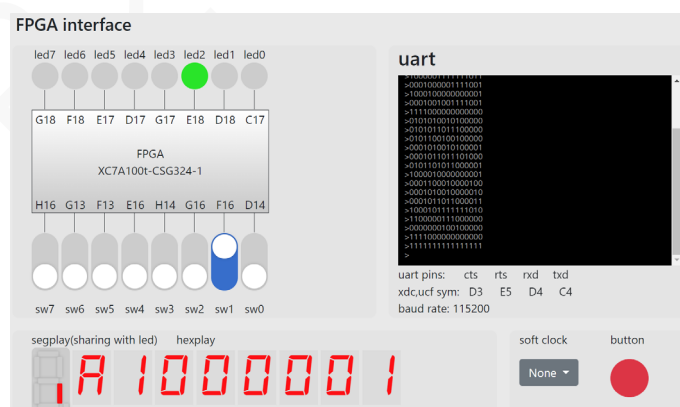 FPGA interface
led7 led6 led5 led4 led3 led2 led1 led0
G18 F18 E17 D17 G17 E18 D18 C17
FPGA
XC7A100t-CSG324-1
H16 G13 F13 E16 H14 G16 F16 D14
sw7 sw6 sw5 sw4 sw3 sw2 sw1 sw0
uart
>0001000001111001
>1000100000000001
>0001001001111001
>1111000000000000
>0101010010100000
>0101011011100000
>0101100100100000
>0001010010100001
>0001011011101000
>0101101011000001
>1000010000000001
>0001100010000100
>0001010010000010
>0001011011000011
>1000101111111010
>1100000111000000
>0000000100100000
>1111000000000000
>1111111111111111
>
uart pins: cts rts rxd txd
xdc,ucf sym: D3 E5 D4 C4
baud rate: 115200
segplay(sharing with led) hexplay
A1000001
soft clock button
None